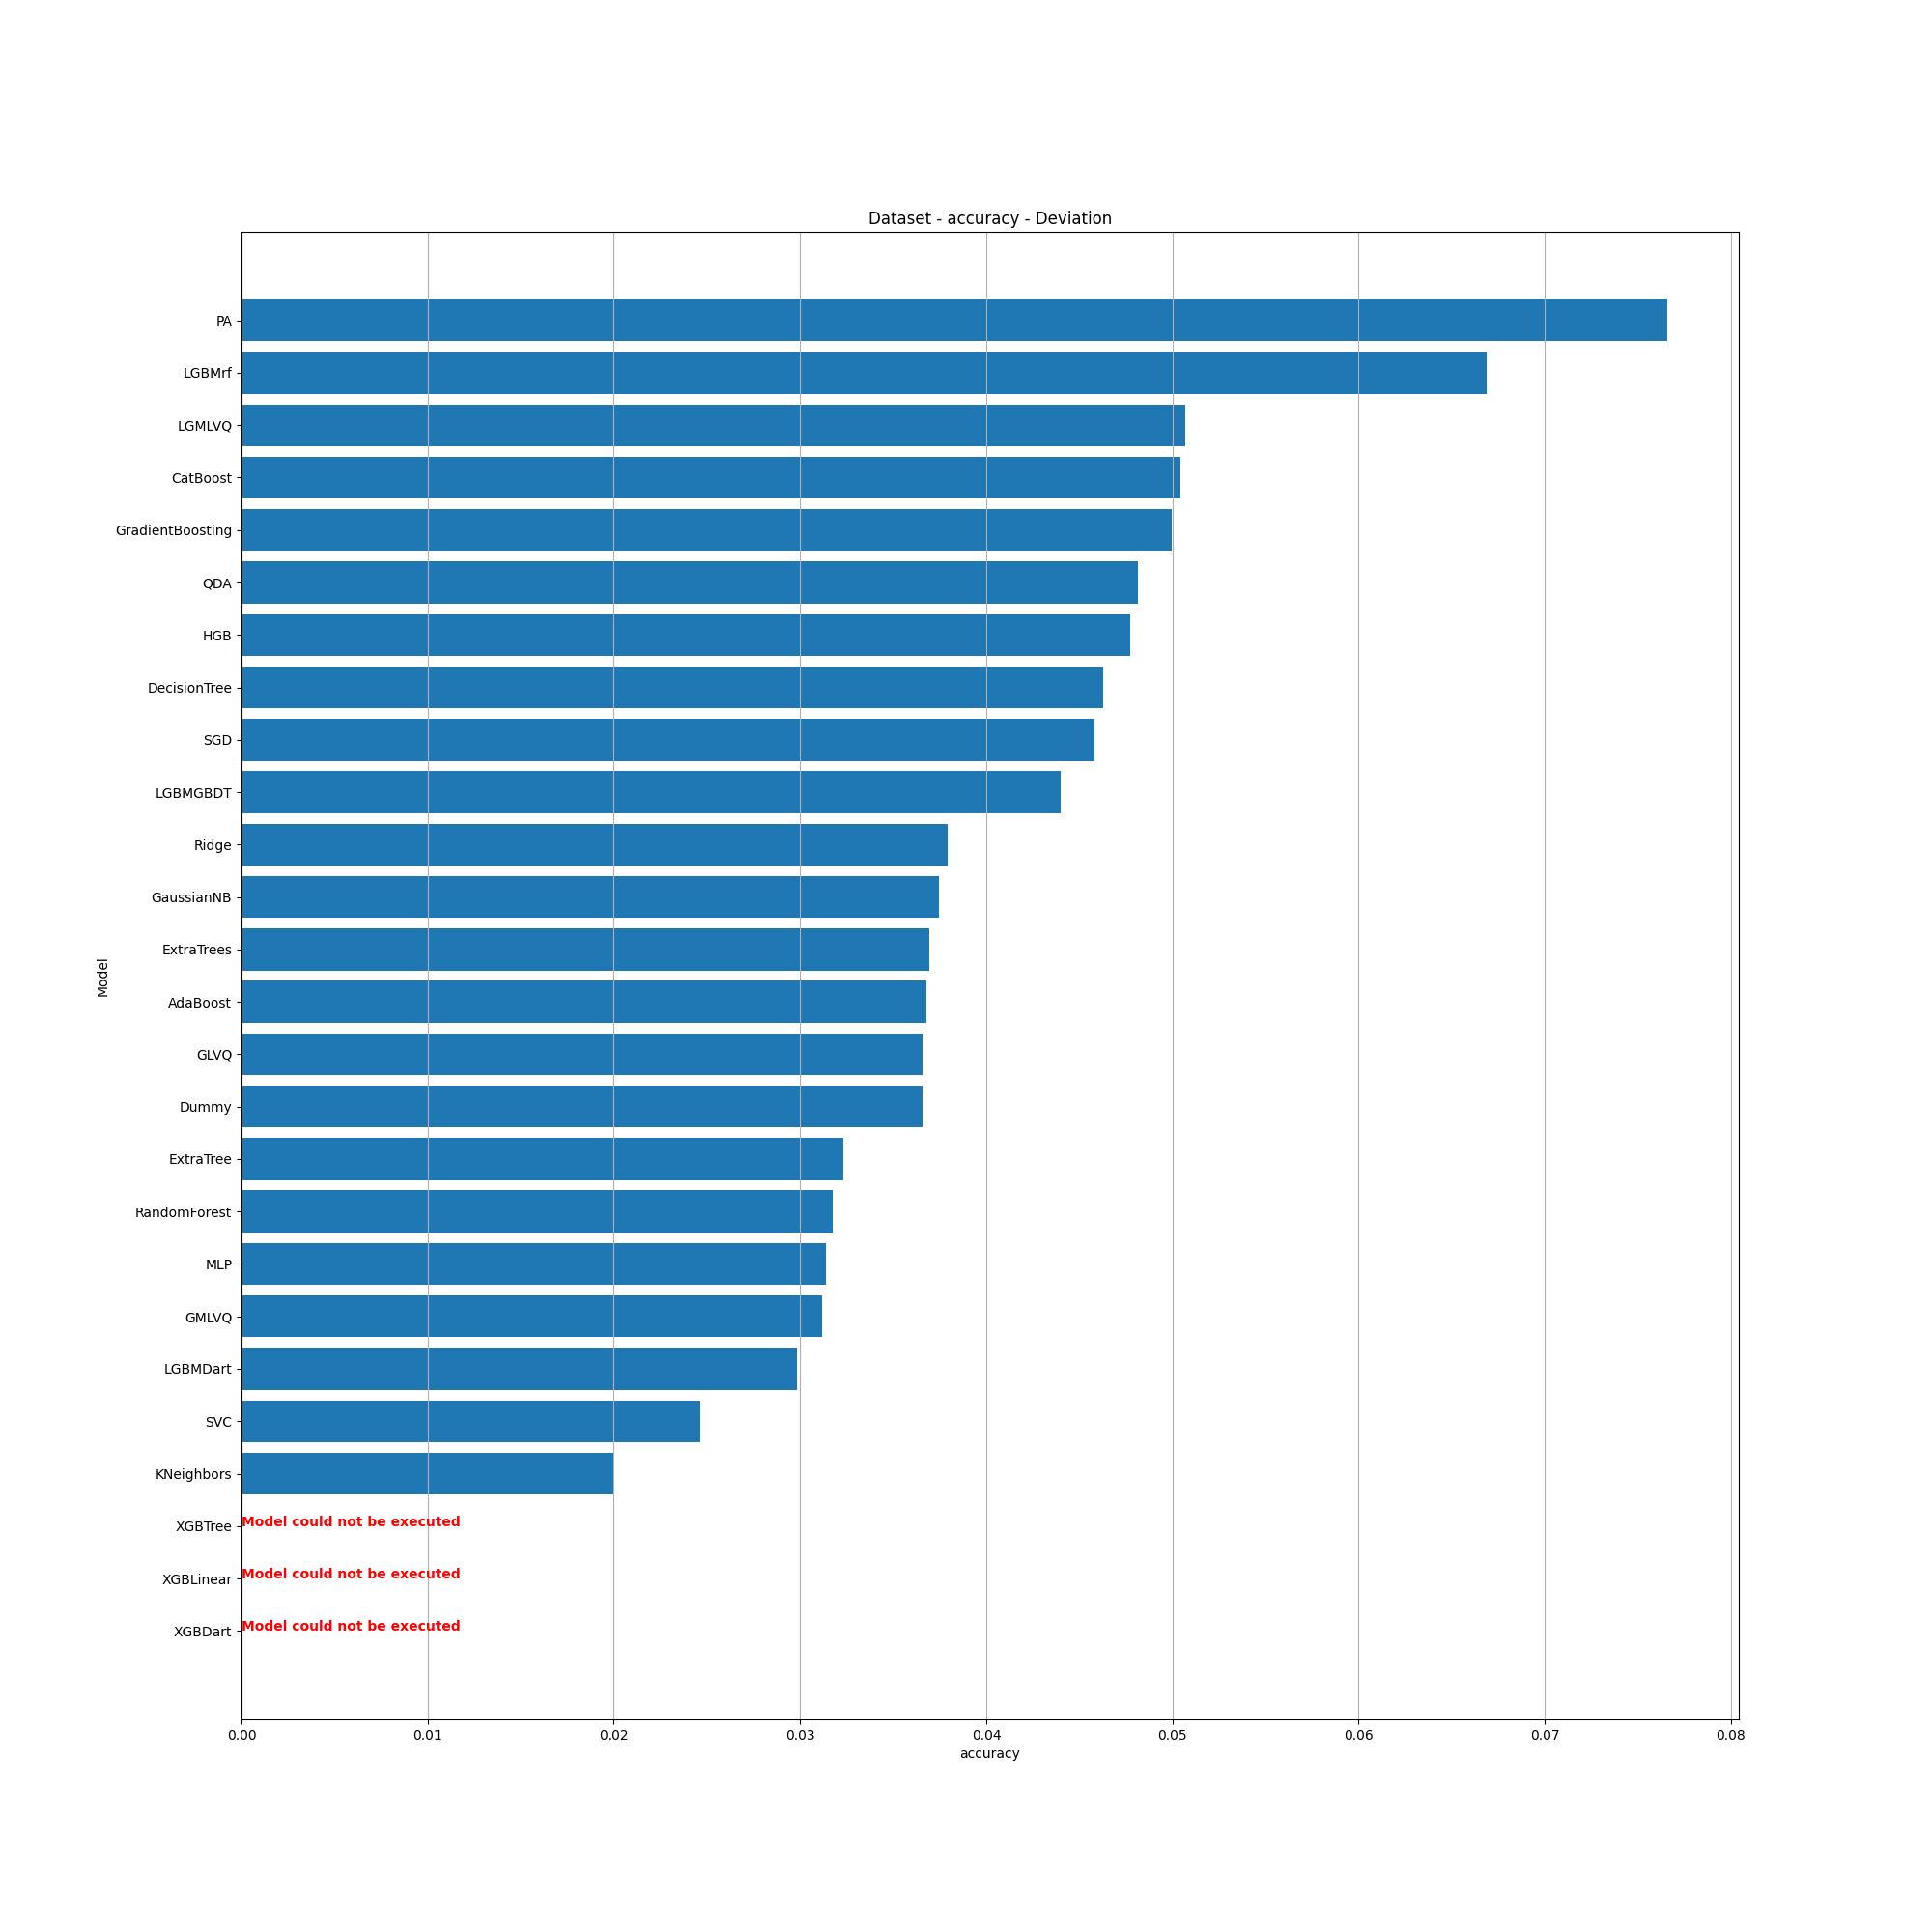 Dataset - accuracy - Deviation
PA
LGBMrf
LGMLVQ
CatBoost
GradientBoosting
QDA
HGB
DecisionTree
SGD
LGBMGBDT
Ridge
GaussianNB
ExtraTrees
AdaBoost
GLVQ
Dummy
ExtraTree
RandomForest
MLP
GMLVQ
LGBMDart
SVC
KNeighbors
XGBTree Model could not be executed
XGBLinear Model could not be executed
XGBDart Model could not be executed
Model
0.00 0.01 0.02 0.03 0.04 0.05 0.06 0.07 0.08
accuracy